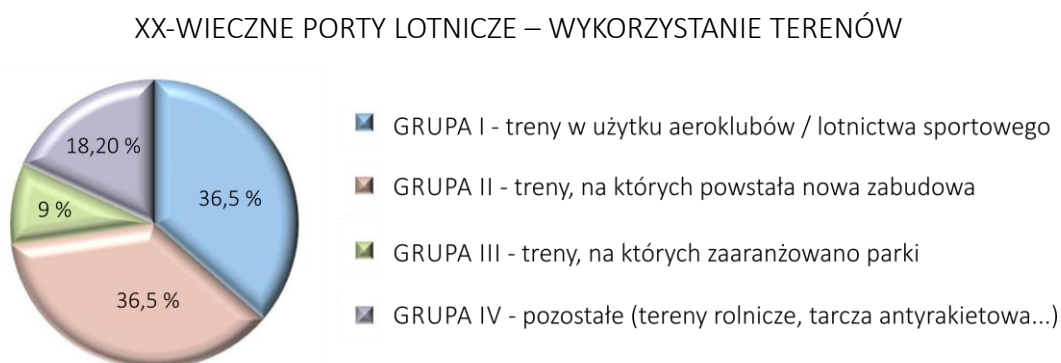 XX-WIECZNE PORTY LOTNICZE – WYKORZYSTANIE TERENÓW
18,20 %
36,5 %
9 %
36,5 %
GRUPA I - treny w użytku aeroklubów / lotnictwa sportowego
GRUPA II - treny, na których powstała nowa zabudowa
GRUPA III - treny, na których zaaranżowano parki
GRUPA IV - pozostałe (tereny rolnicze, tarcza antyrakietowa...)